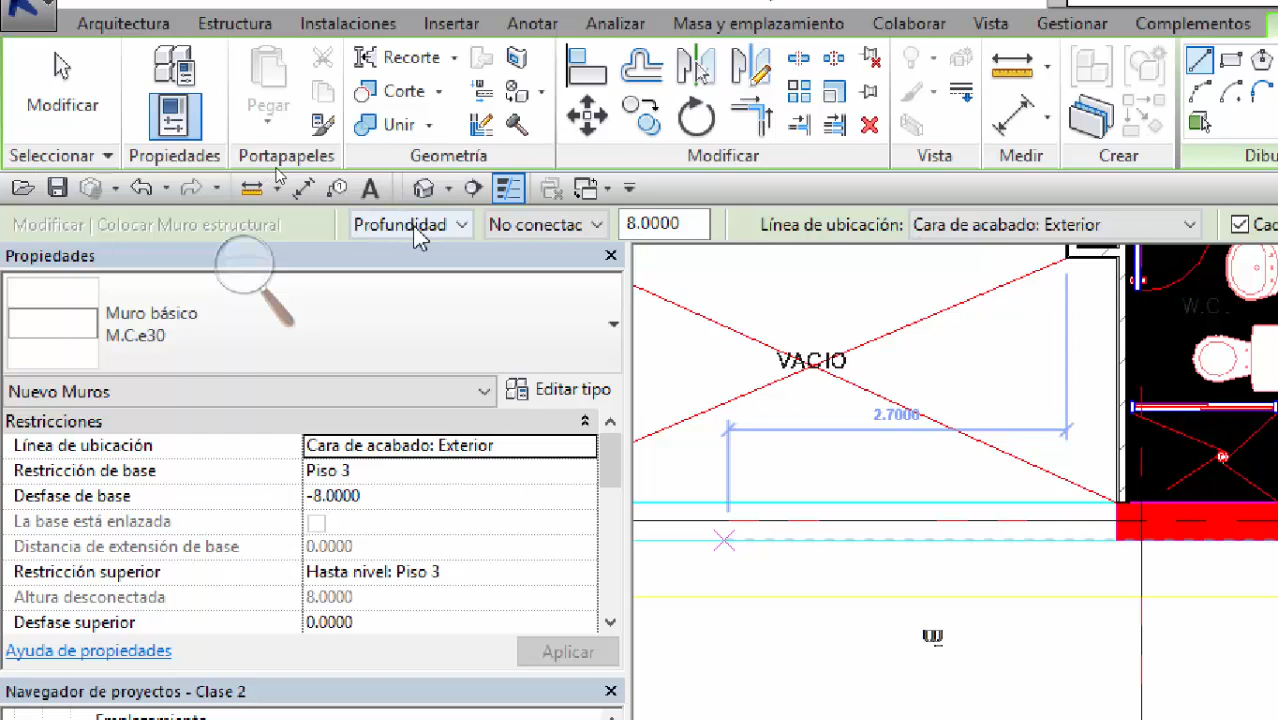 Arquitectura Estructura Instalaciones Insertar Anotar Analizar Masa y emplazamiento Colaborar Vista Gestionar Complementos
Modificar
Pegar
Recorte
Corte
Unir
Seleccionar Propiedades Portapapeles Geometría Modificar Vista Medir Crear Dibu
A
Modificar | Colocar Muro estructural Profundidad No conectac 8.0000 Línea de ubicación: Cara de acabado: Exterior Cad
Propiedades
Muro básico
M.C.e30
Nuevo Muros Editar tipo
Restricciones
Línea de ubicación Cara de acabado: Exterior
Restricción de base Piso 3
Desfase de base -8.0000
La base está enlazada
Distancia de extensión de base 0.0000
Restricción superior Hasta nivel: Piso 3
Altura desconectada 8.0000
Desfase superior 0.0000
Ayuda de propiedades Aplicar
Navegador de proyectos - Clase 2
Emplazamiento
VACIO
2.7000
W.C.